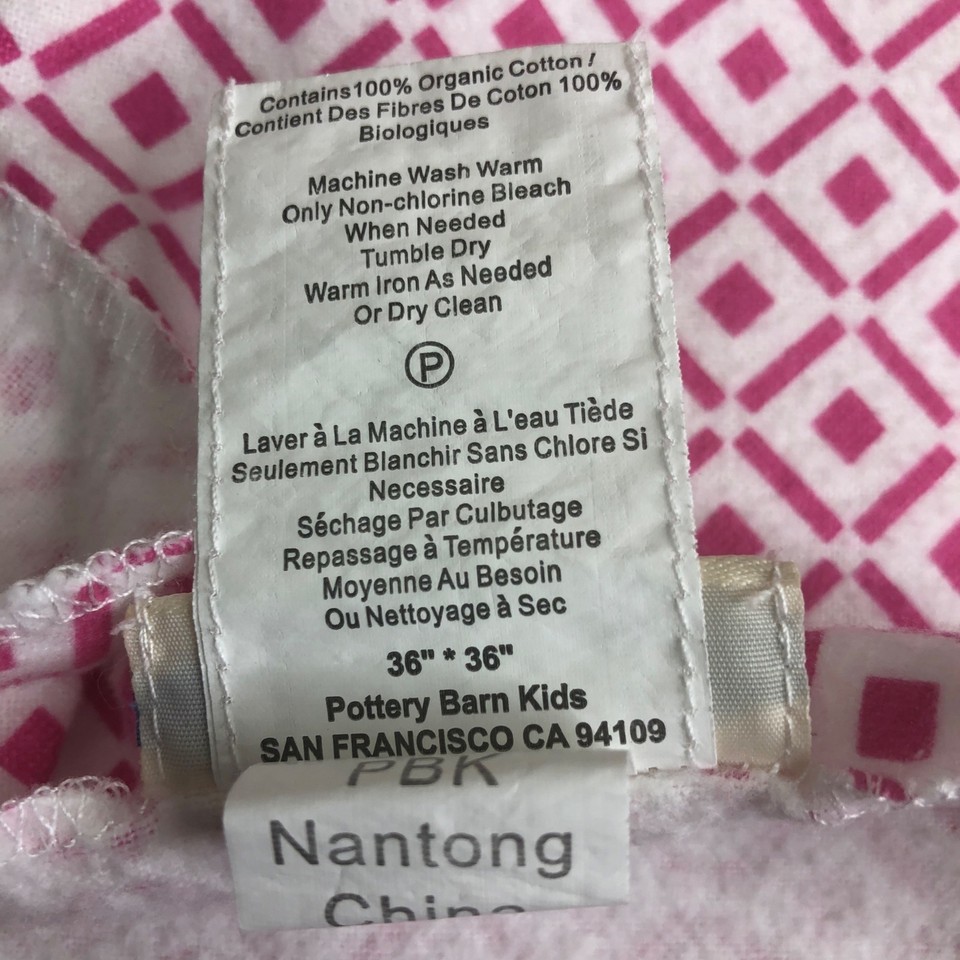 Contains100% Organic Cotton /
Contient Des Fibres De Coton 100%
Biologiques
Machine Wash Warm
Only Non-chlorine Bleach
When Needed
Tumble Dry
Warm Iron As Needed
Or Dry Clean
P
Laver à La Machine à L'eau Tiède
Seulement Blanchir Sans Chlore Si
Necessaire
Séchage Par Culbutage
Repassage à Température
Moyenne Au Besoin
Ou Nettoyage à Sec
36" * 36"
Pottery Barn Kids
SAN FRANCISCO CA 94109
PBK
Nantong
China